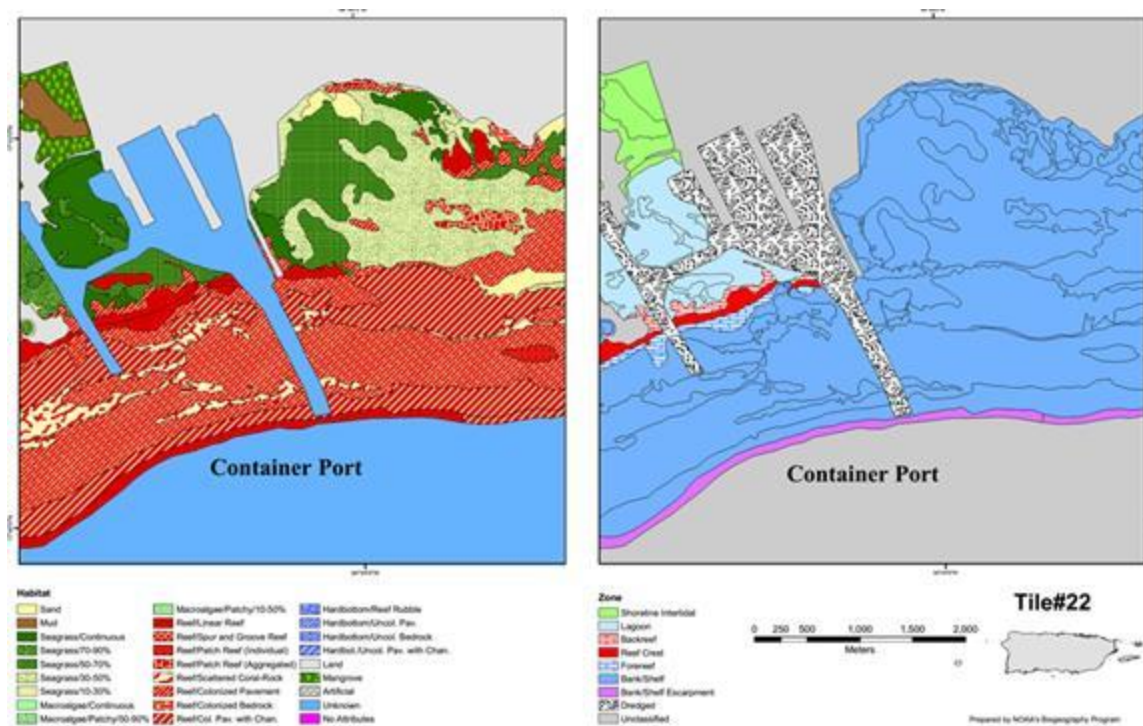 Container Port
Container Port
Habitat
Sand
Mud
Seagrass/Continuous
Seagrass/70-90%
Seagrass/50-70%
Seagrass/30-50%
Seagrass/10-30%
Macroalgae/Continuous
Macroalgae/Patchy/50-90%
Macroalgae/Patchy/10-50%
Reef/Linear Reef
Reef/Spur and Groove Reef
Reef/Patch Reef (Individual)
Reef/Patch Reef (Aggregated)
Reef/Scattered Coral-Rock
Reef/Colonized Pavement
Reef/Colonized Bedrock
Reef/Col. Pav. with Chan.
Hardbottom/Reef Rubble
Hardbottom/Uncol. Pav.
Hardbottom/Uncol. Bedrock
Hardbot./Uncol. Pav. with Chan.
Land
Mangrove
Artificial
Unknown
No Attributes
Zone
Shoreline Intertidal
Lagoon
Backreef
Reef Crest
Forereef
Bank/Shelf
Bank/Shelf Escarpment
Dredged
Unclassified
0 250 500 1,000 1,500 2,000
Meters
Tile#22
Prepared by NOAA's Biogeography Program